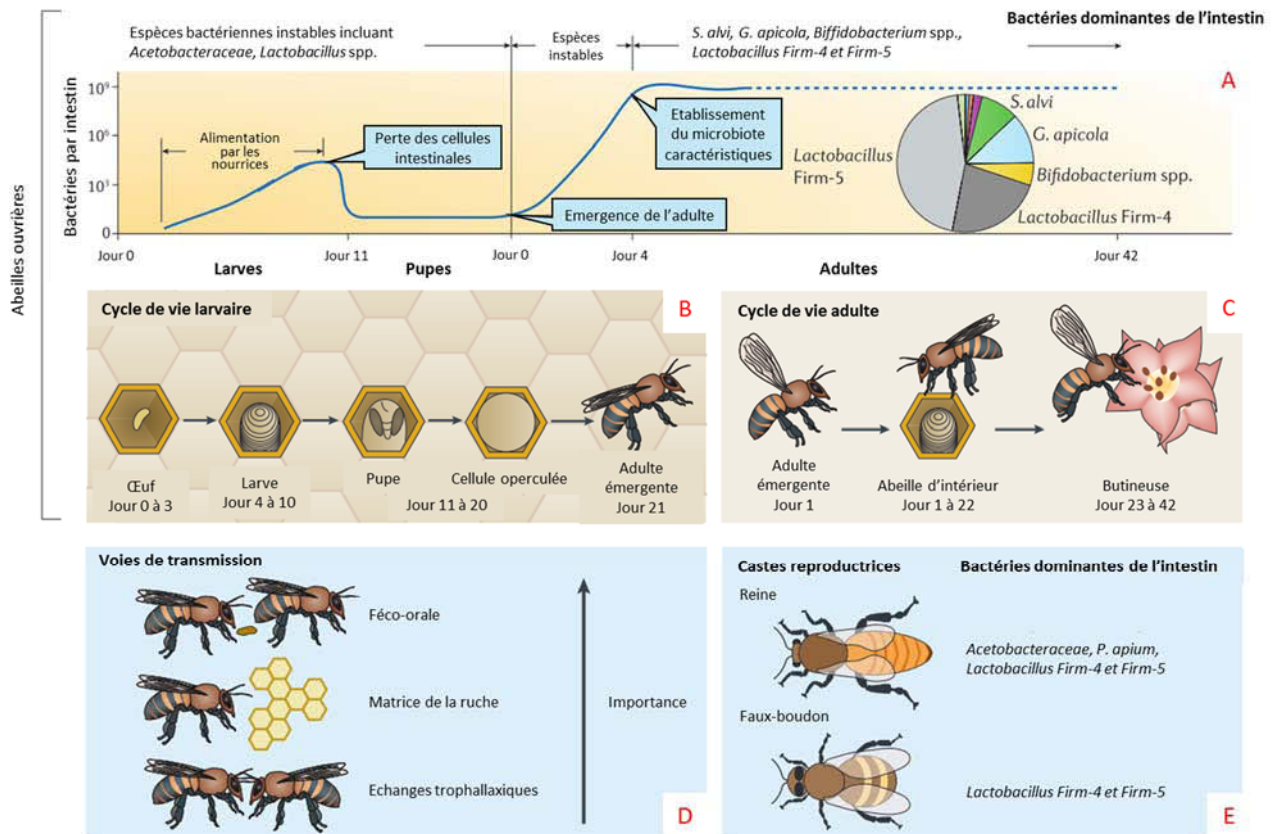 Abeilles ouvrières
Espèces bactériennes instables incluant
Acetobacteraceae, Lactobacillus spp.
Espèces
instables
S. alvi, G. apicola, Biffidobacterium spp.,
Lactobacillus Firm-4 et Firm-5
Bactéries dominantes de l'intestin
A
Bactéries par intestin
10⁹
10⁶
10³
0
Alimentation
par les
nourrices
Perte des cellules
intestinales
Emergence de l'adulte
Etablissement
du microbiote
caractéristiques
Lactobacillus
Firm-5
S. alvi
G. apicola
Bifidobacterium spp.
Lactobacillus Firm-4
Jour 0
Jour 11
Jour 0
Jour 4
Jour 42
Larves
Pupes
Adultes
Cycle de vie larvaire
B
Œuf
Jour 0 à 3
Larve
Jour 4 à 10
Pupe
Cellule operculée
Jour 11 à 20
Adulte
émergente
Jour 21
Cycle de vie adulte
C
Adulte
émergente
Jour 1
Abeille d'intérieur
Jour 1 à 22
Butineuse
Jour 23 à 42
Voies de transmission
Féco-orale
Matrice de la ruche
Importance
Echanges trophallaxiques
D
Castes reproductrices
Bactéries dominantes de l'intestin
Reine
Acetobacteraceae, P. apium,
Lactobacillus Firm-4 et Firm-5
Faux-boudon
Lactobacillus Firm-4 et Firm-5
E